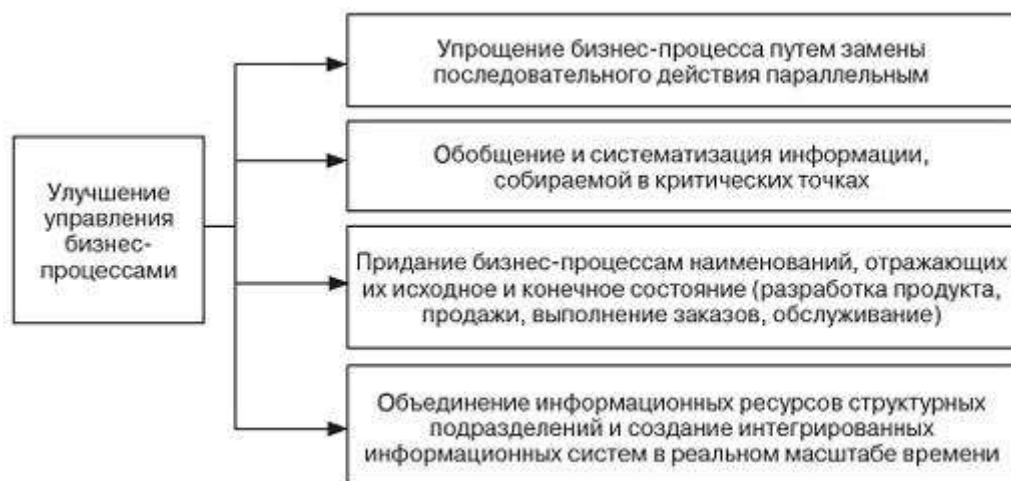 Улучшение
управления
бизнес-
процессами
Упрощение бизнес-процесса путем замены
последовательного действия параллельным
Обобщение и систематизация информации,
собираемой в критических точках
Придание бизнес-процессам наименований, отражающих
их исходное и конечное состояние (разработка продукта,
продажи, выполнение заказов, обслуживание)
Объединение информационных ресурсов структурных
подразделений и создание интегрированных
информационных систем в реальном масштабе времени